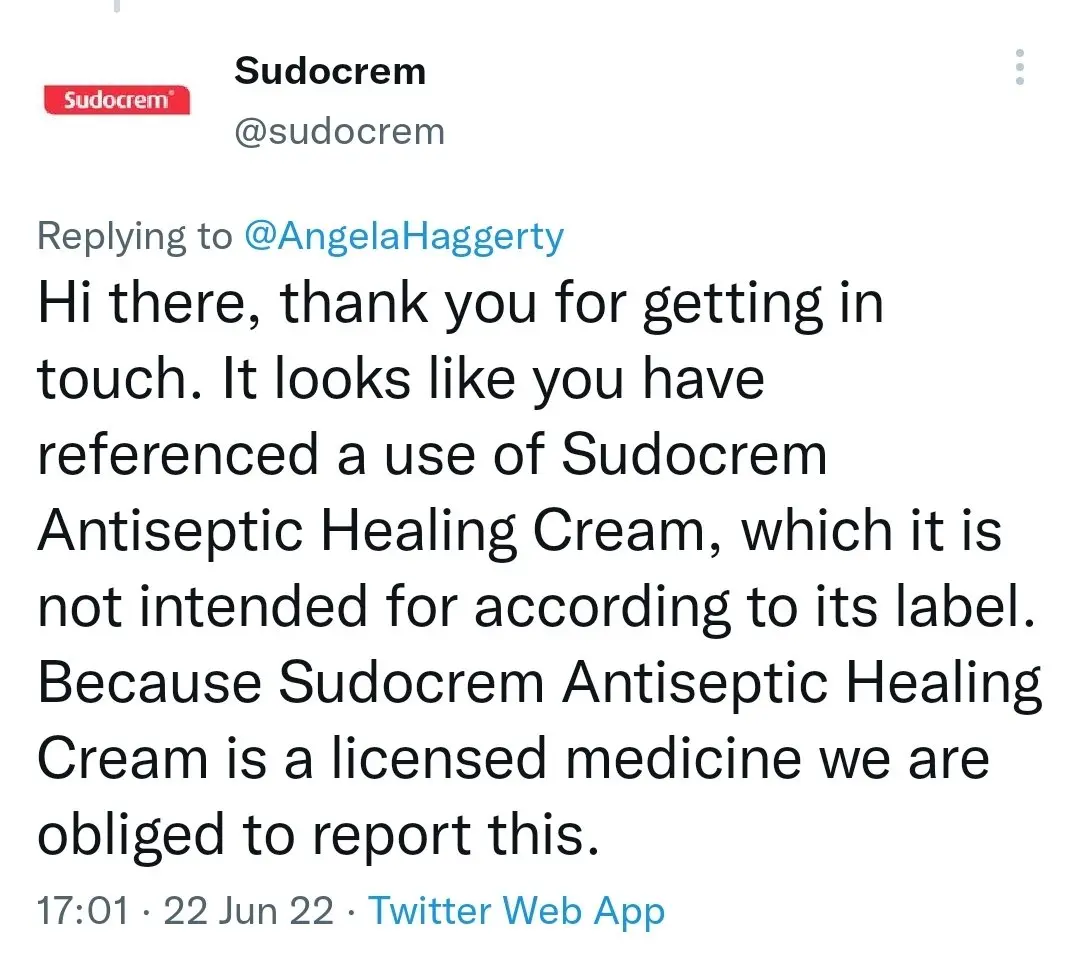 Sudocrem®
Sudocrem
@sudocrem
Replying to @AngelaHaggerty
Hi there, thank you for getting in
touch. It looks like you have
referenced a use of Sudocrem
Antiseptic Healing Cream, which it is
not intended for according to its label.
Because Sudocrem Antiseptic Healing
Cream is a licensed medicine we are
obliged to report this.
17:01 · 22 Jun 22 · Twitter Web App